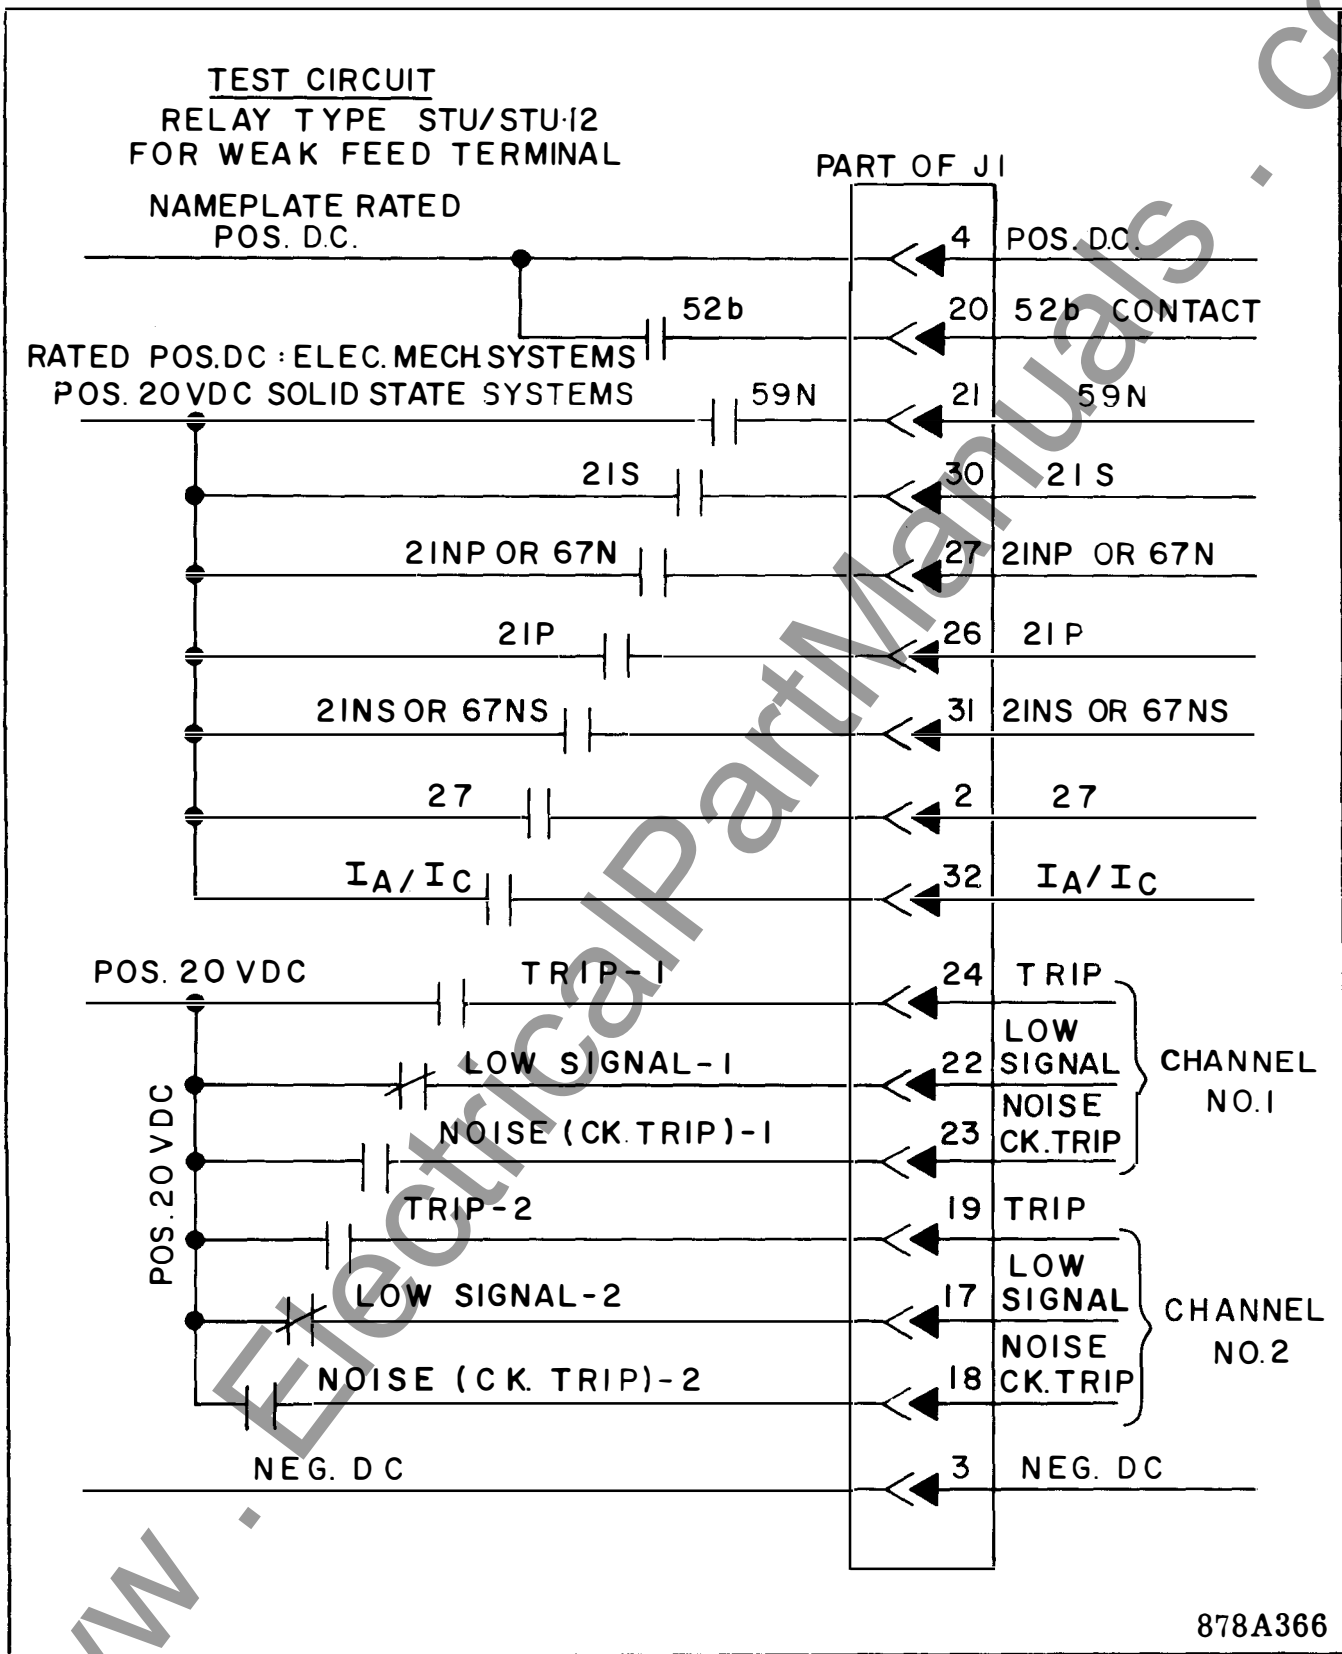 TEST CIRCUIT
RELAY TYPE STU/STU-12
FOR WEAK FEED TERMINAL
PART OF J1
NAMEPLATE RATED
POS. D.C.
4 POS. D.C.
52b
20 52b CONTACT
RATED POS.DC : ELEC. MECH.SYSTEMS
POS. 20VDC SOLID STATE SYSTEMS
59N
21 59N
21S
30 21S
21NP OR 67N
27 21NP OR 67N
21P
26 21P
21NS OR 67NS
31 21NS OR 67NS
27
2 27
IA/IC
32 IA/IC
POS. 20 VDC
TRIP-1
24 TRIP
LOW SIGNAL-1
22 LOW
SIGNAL
NOISE (CK. TRIP)-1
23 NOISE
CK.TRIP
CHANNEL
NO.1
POS. 20 VDC
TRIP-2
19 TRIP
LOW SIGNAL-2
17 LOW
SIGNAL
NOISE (CK. TRIP)-2
18 NOISE
CK.TRIP
CHANNEL
NO.2
NEG. DC
3 NEG. DC
878A366
w . ElectricalPartManuals . co